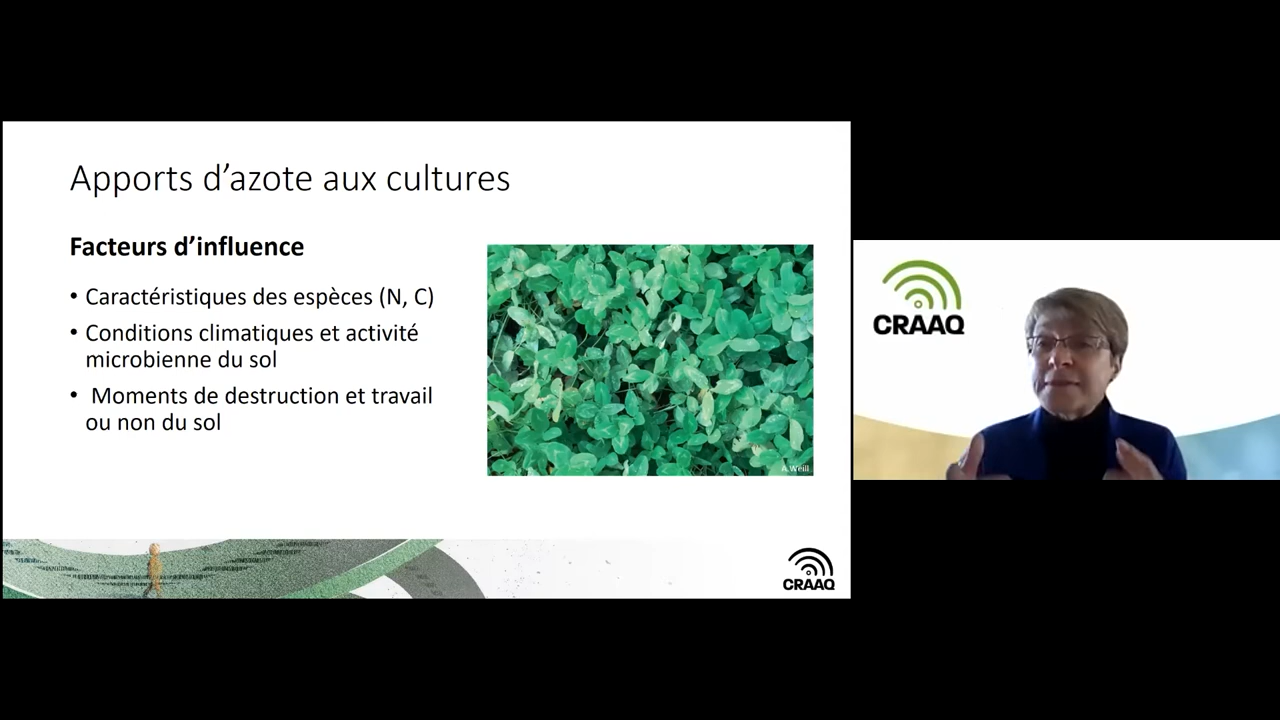 Apports d’azote aux cultures
Facteurs d’influence
• Caractéristiques des espèces (N, C)
• Conditions climatiques et activité
microbienne du sol
• Moments de destruction et travail
ou non du sol
A.Weill
CRAAQ
CRAAQ